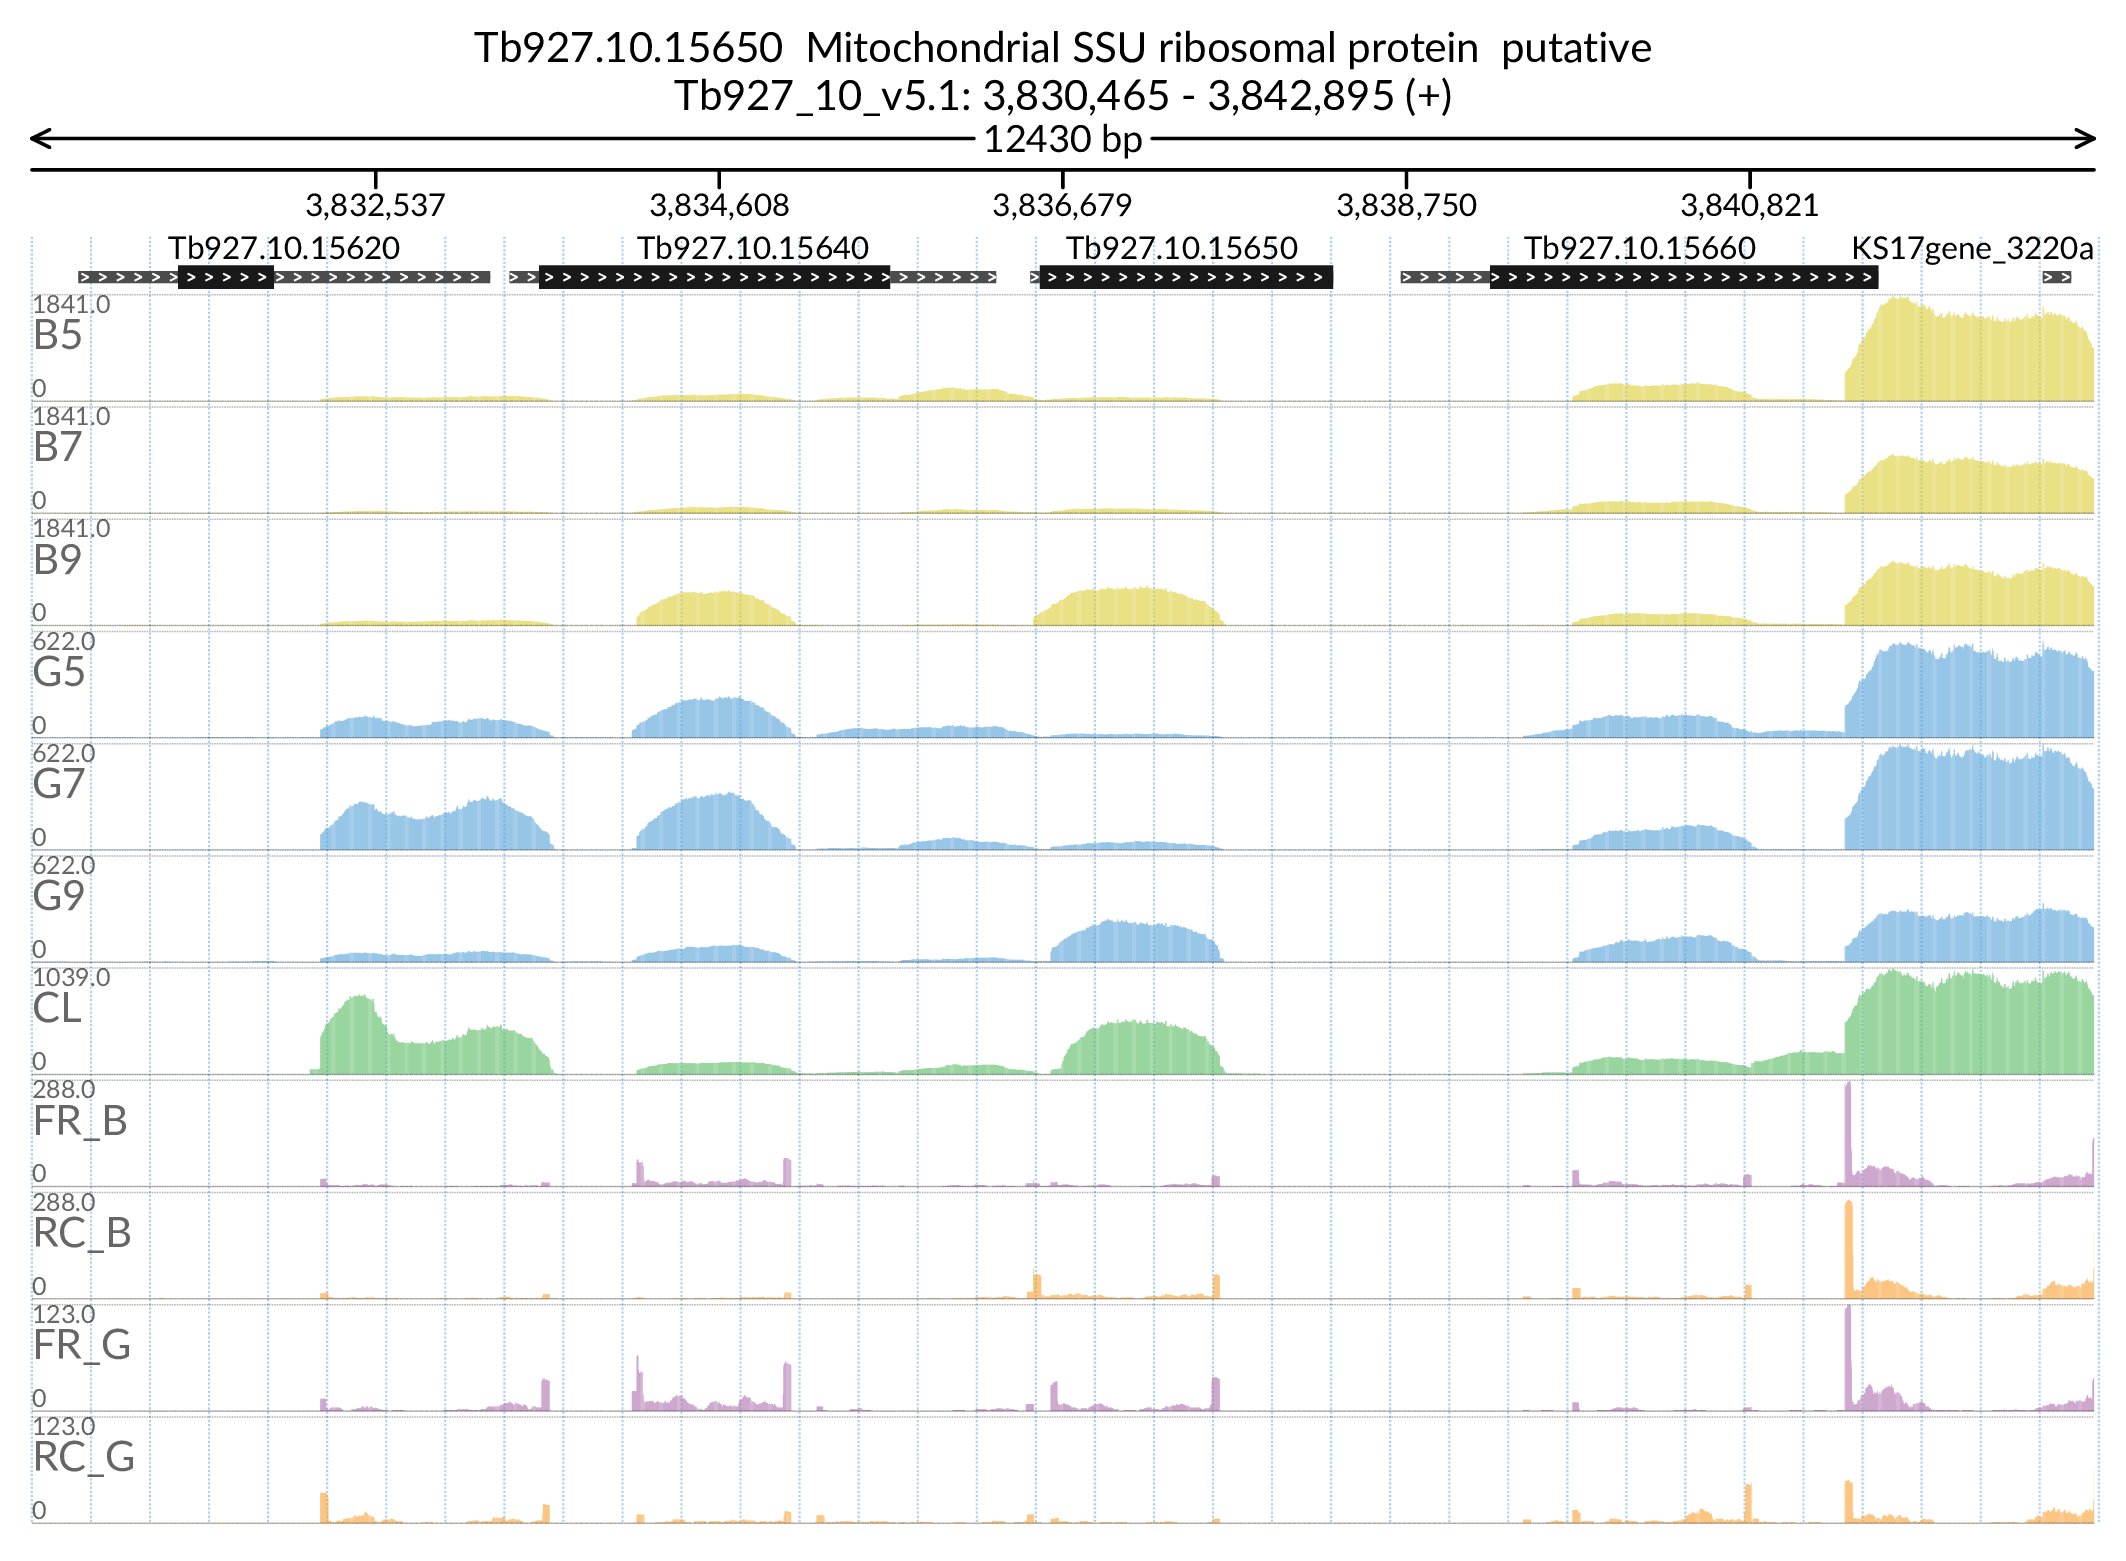 Tb927.10.15650 Mitochondrial SSU ribosomal protein putative
Tb927_10_v5.1: 3,830,465 - 3,842,895 (+)
12430 bp
3,832,537 3,834,608 3,836,679 3,838,750 3,840,821
Tb927.10.15620 Tb927.10.15640 Tb927.10.15650 Tb927.10.15660 KS17gene_3220a
1841.0
B5
0
1841.0
B7
0
1841.0
B9
0
622.0
G5
0
622.0
G7
0
622.0
G9
0
1039.0
CL
0
288.0
FR_B
0
288.0
RC_B
0
123.0
FR_G
0
123.0
RC_G
0